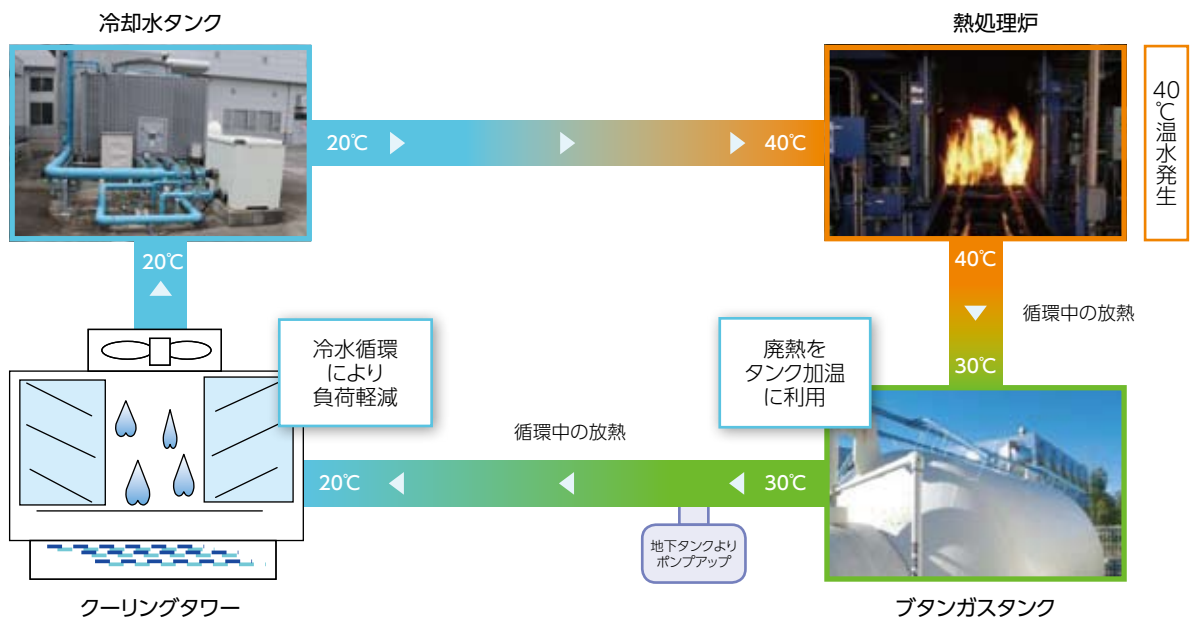 冷却水タンク
熱処理炉
20℃
40℃
40℃温水発生
20℃
40℃
循環中の放熱
30℃
冷水循環
により
負荷軽減
廃熱を
タンク加温
に利用
循環中の放熱
20℃
30℃
地下タンクより
ポンプアップ
クーリングタワー
ブタンガスタンク